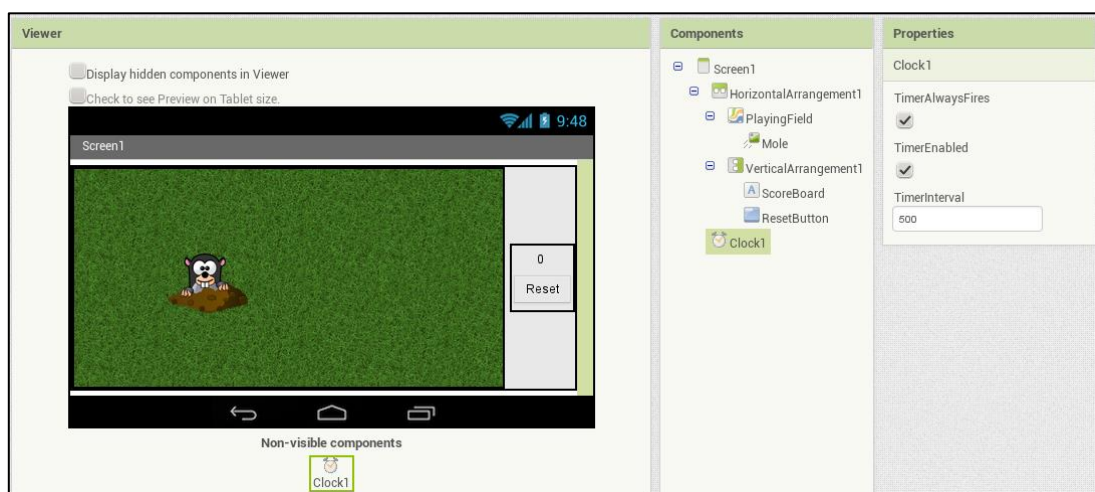 Viewer
Display hidden components in Viewer
Check to see Preview on Tablet size.
9:48
Screen1
0
Reset
Non-visible components
Clock1
Components
Screen1
HorizontalArrangement1
PlayingField
Mole
VerticalArrangement1
A ScoreBoard
ResetButton
Clock1
Properties
Clock1
TimerAlwaysFires
TimerEnabled
TimerInterval
500